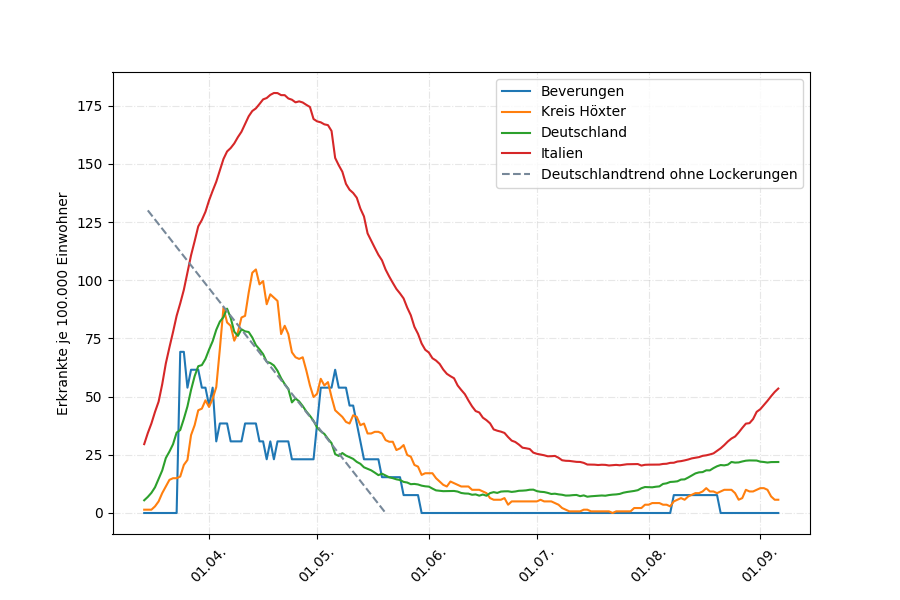 Beverungen
Kreis Höxter
Deutschland
Italien
Deutschlandtrend ohne Lockerungen
Erkrankte je 100.000 Einwohner
175
150
125
100
75
50
25
0
01.04.
01.05.
01.06.
01.07.
01.08.
01.09.